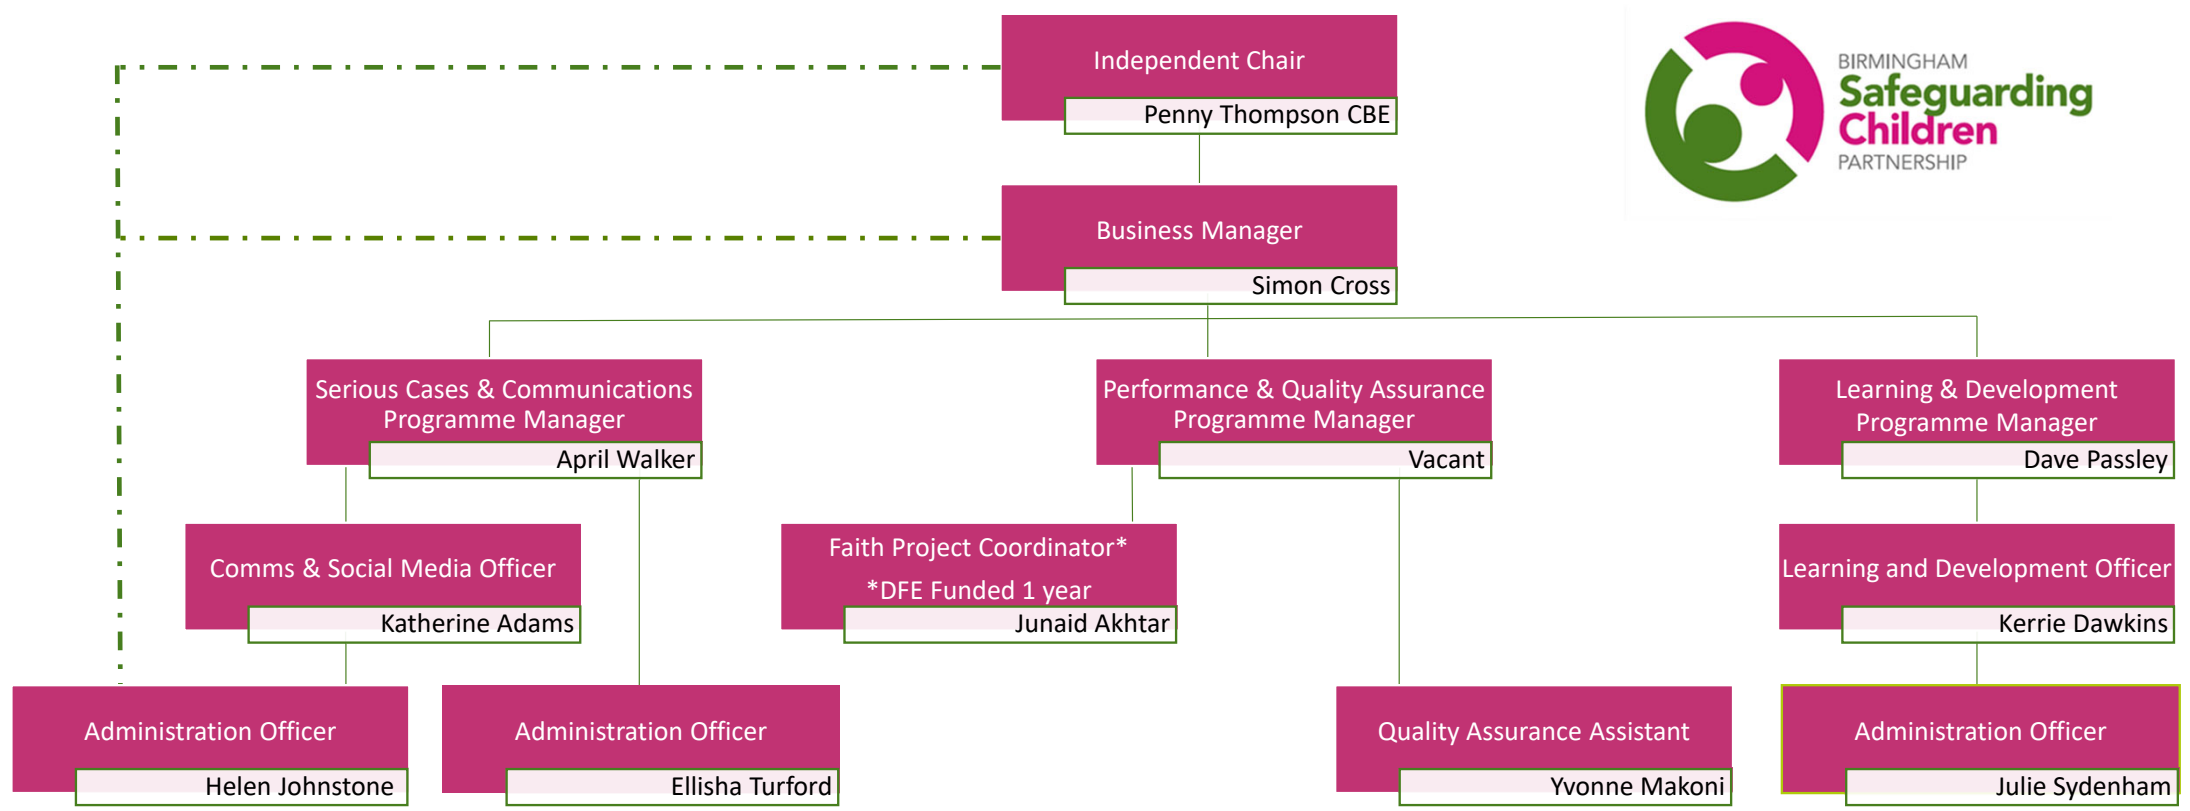 Independent Chair
Penny Thompson CBE
BIRMINGHAM
Safeguarding
Children
PARTNERSHIP
Business Manager
Simon Cross
Serious Cases & Communications
Programme Manager
April Walker
Performance & Quality Assurance
Programme Manager
Vacant
Learning & Development
Programme Manager
Dave Passley
Comms & Social Media Officer
Katherine Adams
Faith Project Coordinator*
*DFE Funded 1 year
Junaid Akhtar
Learning and Development Officer
Kerrie Dawkins
Administration Officer
Helen Johnstone
Administration Officer
Ellisha Turford
Quality Assurance Assistant
Yvonne Makoni
Administration Officer
Julie Sydenham